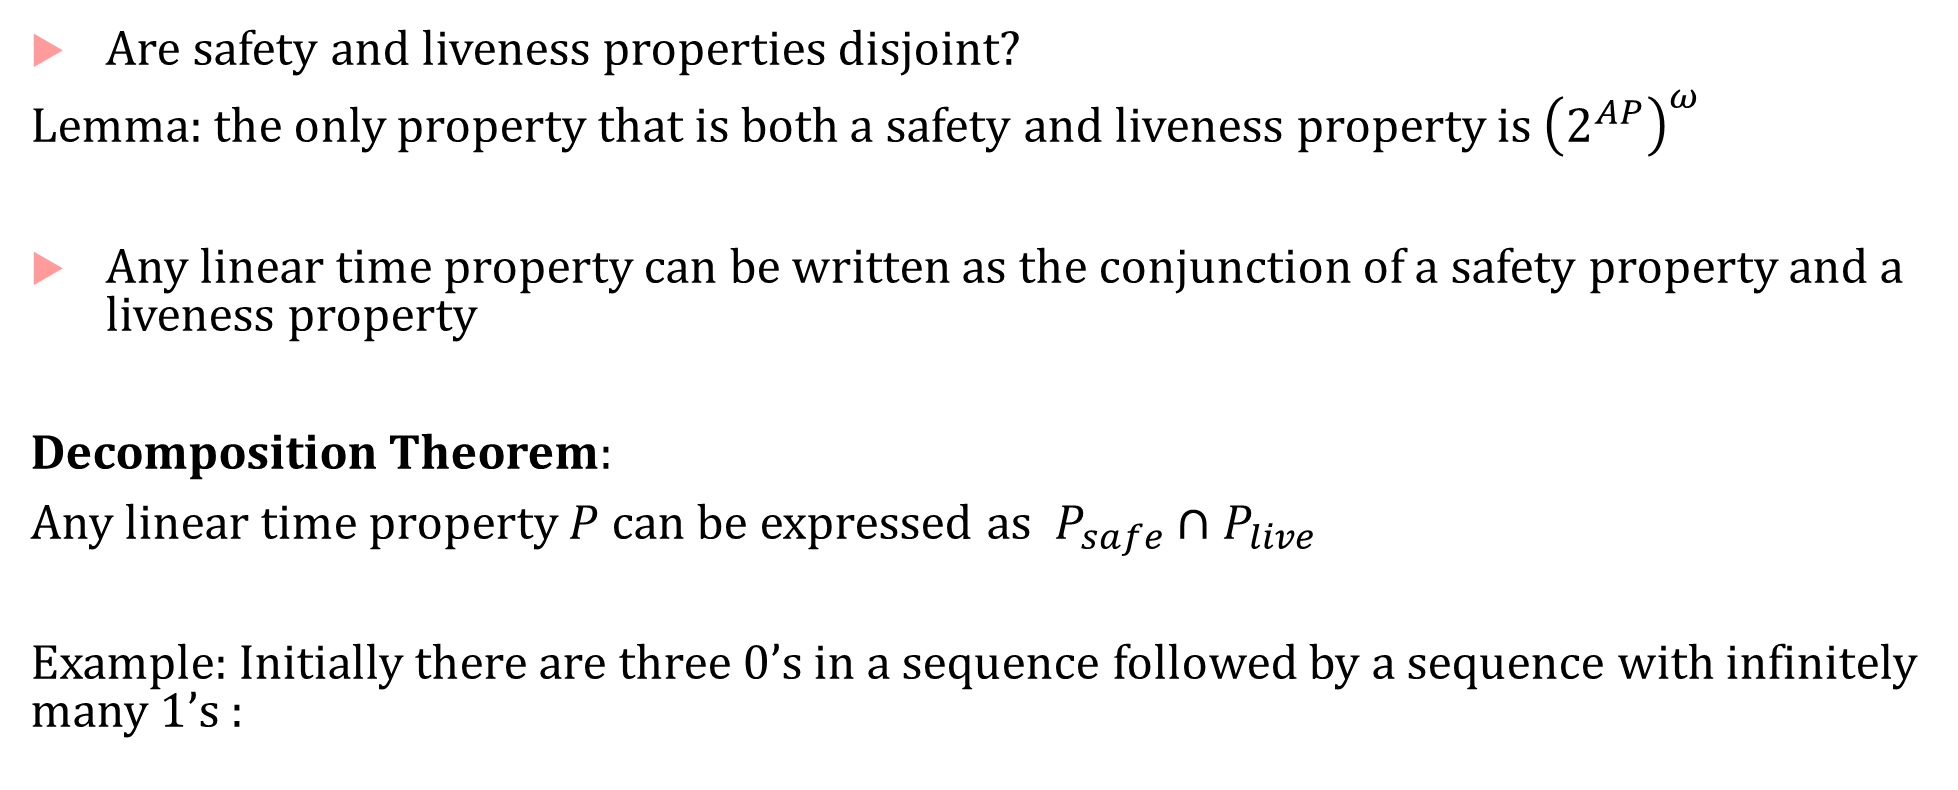 ▶ Are safety and liveness properties disjoint?
Lemma: the only property that is both a safety and liveness property is (2^{AP})^ω
▶ Any linear time property can be written as the conjunction of a safety property and a
liveness property
Decomposition Theorem:
Any linear time property P can be expressed as P_{safe} ∩ P_{live}
Example: Initially there are three 0’s in a sequence followed by a sequence with infinitely
many 1’s :